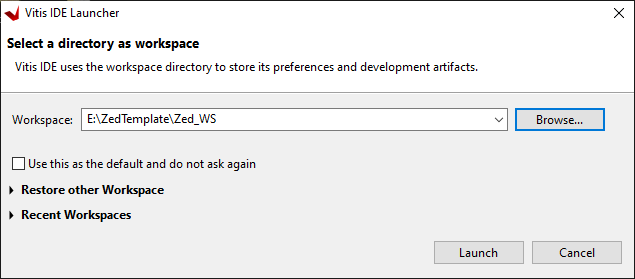 Vitis IDE Launcher
Select a directory as workspace
Vitis IDE uses the workspace directory to store its preferences and development artifacts.
Workspace: E:\ZedTemplate\Zed_WS Browse...
Use this as the default and do not ask again
Restore other Workspace
Recent Workspaces
Launch Cancel